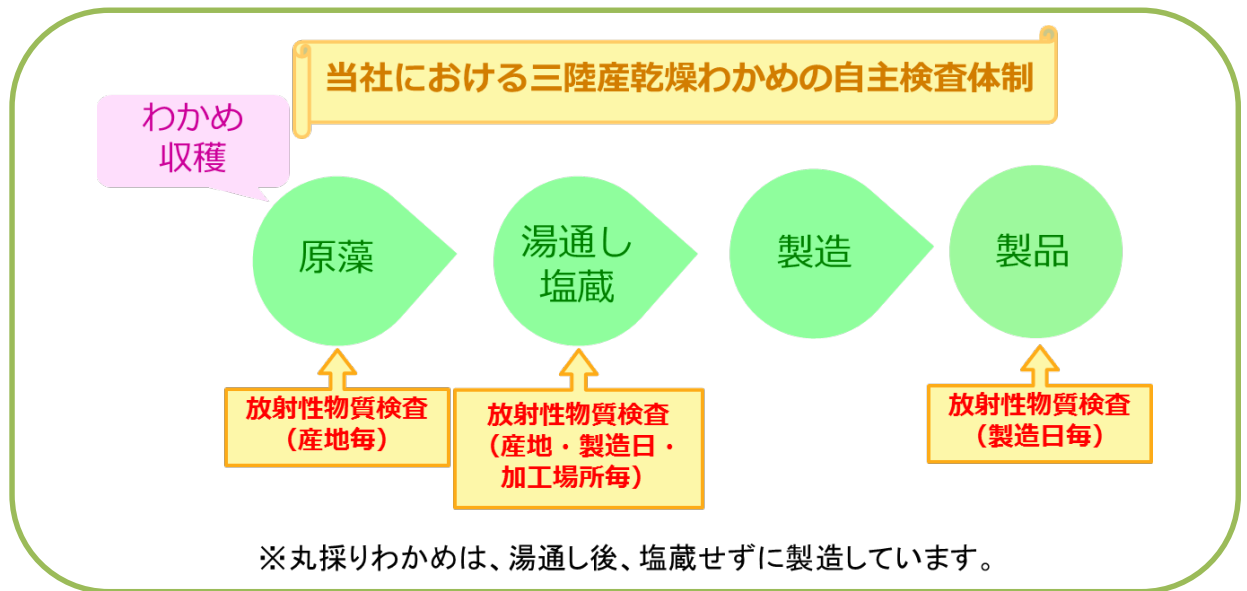 当社における三陸産乾燥わかめの自主検査体制
わかめ
収穫
原藻
湯通し
塩蔵
製造
製品
放射性物質検査
（産地毎）
放射性物質検査
（産地・製造日・
加工場所毎）
放射性物質検査
（製造日毎）
※丸採りわかめは、湯通し後、塩蔵せずに製造しています。